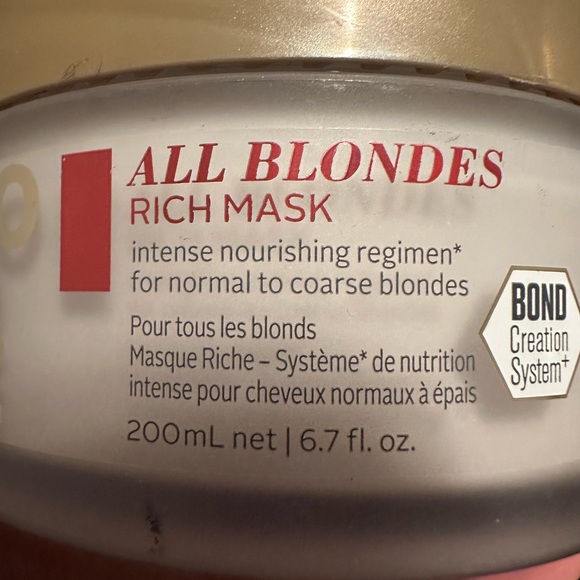 ALL BLONDES
RICH MASK
intense nourishing regimen*
for normal to coarse blondes
Pour tous les blonds
Masque Riche – Système* de nutrition
intense pour cheveux normaux à épais
200mL net | 6.7 fl. oz.
BOND
Creation
System+